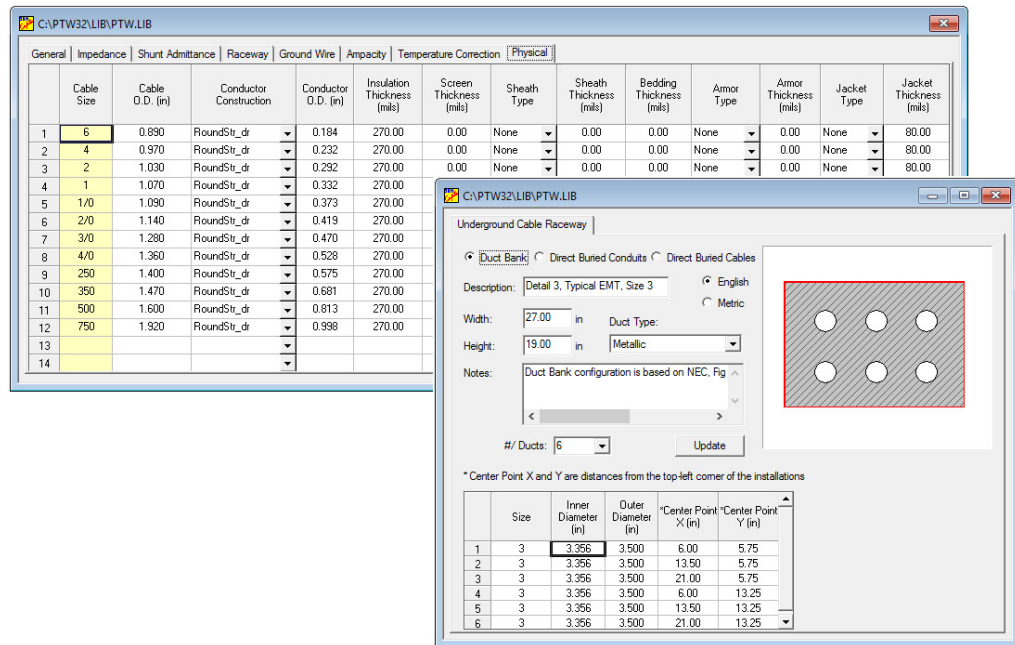 C:\PTW32\LIB\PTW.LIB
General | Impedance | Shunt Admittance | Raceway | Ground Wire | Ampacity | Temperature Correction | Physical
Cable Size Cable O.D. (in) Conductor Construction Conductor O.D. (in) Insulation Thickness (mils) Screen Thickness (mils) Sheath Type Sheath Thickness (mils) Bedding Thickness (mils) Armor Type Armor Thickness (mils) Jacket Type Jacket Thickness (mils)
1 6 0.890 RoundStr_dr 0.184 270.00 0.00 None 0.00 0.00 None 0.00 None 80.00
2 4 0.970 RoundStr_dr 0.232 270.00 0.00 None 0.00 0.00 None 0.00 None 80.00
3 2 1.030 RoundStr_dr 0.292 270.00 0.00 None 0.00 0.00 None 0.00 None 80.00
4 1 1.070 RoundStr_dr 0.332 270.00
5 1/0 1.090 RoundStr_dr 0.373 270.00
6 2/0 1.140 RoundStr_dr 0.419 270.00
7 3/0 1.280 RoundStr_dr 0.470 270.00
8 4/0 1.360 RoundStr_dr 0.528 270.00
9 250 1.400 RoundStr_dr 0.575 270.00
10 350 1.470 RoundStr_dr 0.681 270.00
11 500 1.600 RoundStr_dr 0.813 270.00
12 750 1.920 RoundStr_dr 0.998 270.00
13
14
C:\PTW32\LIB\PTW.LIB
Underground Cable Raceway
Duct Bank Direct Buried Conduits Direct Buried Cables
Description: Detail 3, Typical EMT, Size 3 English
Metric
Width: 27.00 in Duct Type:
Height: 19.00 in Metallic
Notes: Duct Bank configuration is based on NEC, Fig
#/ Ducts: 6 Update
* Center Point X and Y are distances from the top-left corner of the installations
Size Inner Diameter (in) Outer Diameter (in) *Center Point X (in) *Center Point Y (in)
1 3 3.356 3.500 6.00 5.75
2 3 3.356 3.500 13.50 5.75
3 3 3.356 3.500 21.00 5.75
4 3 3.356 3.500 6.00 13.25
5 3 3.356 3.500 13.50 13.25
6 3 3.356 3.500 21.00 13.25